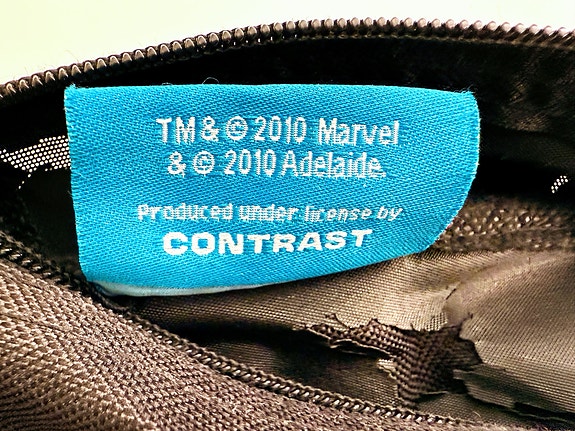 TM & © 2010 Marvel
& © 2010 Adelaide.
Produced under license by
CONTRAST